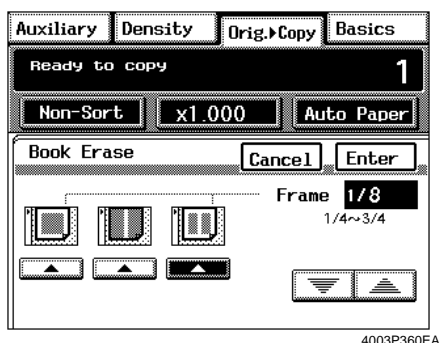 Auxiliary Density Orig.▸Copy Basics
Ready to copy 1
Non-Sort x1.000 Auto Paper
Book Erase Cancel Enter
Frame 1/8
1/4~3/4
4003P360EA